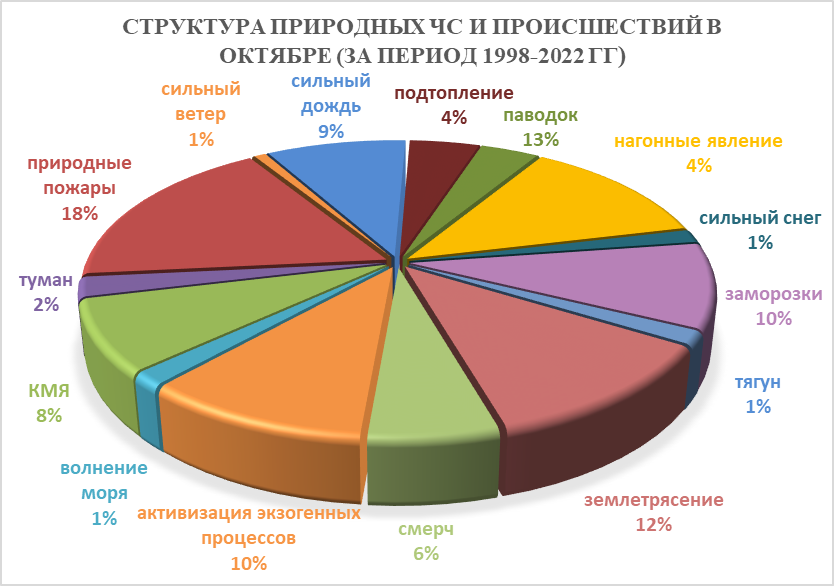 СТРУКТУРА ПРИРОДНЫХ ЧС И ПРОИСШЕСТВИЙ В
ОКТЯБРЕ (ЗА ПЕРИОД 1998-2022 ГГ)
сильный
ветер
1%
сильный
дождь
9%
подтопление
4%
паводок
13%
нагонные явление
4%
природные
пожары
18%
сильный снег
1%
туман
2%
заморозки
10%
тягун
1%
КМЯ
8%
волнение
моря
1%
активизация экзогенных
процессов
10%
смерч
6%
землетрясение
12%